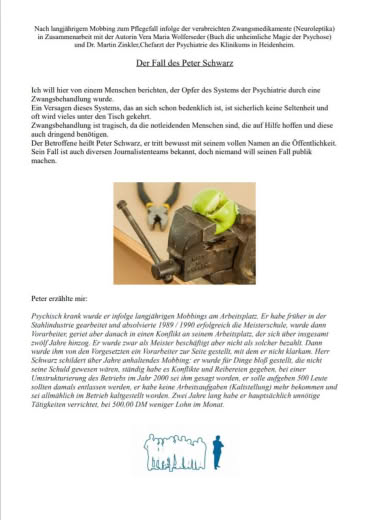 Nach langjährigem Mobbing zum Pflegefall infolge der verabreichten Zwangsmedikamente (Neuroleptika)
in Zusammenarbeit mit der Autorin Vera Maria Wolferseder (Buch die unheimliche Magie der Psychose)
und Dr. Martin Zinkler,Chefarzt der Psychiatrie des Klinikums in Heidenheim.
Der Fall des Peter Schwarz
Ich will hier von einem Menschen berichten, der Opfer des Systems der Psychiatrie durch eine
Zwangsbehandlung wurde.
Ein Versagen dieses Systems, das an sich schon bedenklich ist, ist sicherlich keine Seltenheit und
oft wird vieles unter den Tisch gekehrt.
Zwangsbehandlung ist tragisch, da die notleidenden Menschen sind, die auf Hilfe hoffen und diese
auch dringend benötigen.
Der Betroffene heißt Peter Schwarz, er tritt bewusst mit seinem vollen Namen an die Öffentlichkeit.
Sein Fall ist auch diversen Journalistenteams bekannt, doch niemand will seinen Fall publik
machen.
Peter erzählte mir:
Psychisch krank wurde er infolge langjährigen Mobbings am Arbeitsplatz. Er habe früher in der
Stahlindustrie gearbeitet und absolvierte 1989 / 1990 erfolgreich die Meisterschule, wurde dann
Vorarbeiter, geriet aber danach in einen Konflikt an seinem Arbeitsplatz, der sich über insgesamt
zwölf Jahre hinzog. Er wurde zwar als Meister beschäftigt aber nicht als solcher bezahlt. Dann
wurde ihm von den Vorgesetzten ein Vorarbeiter zur Seite gestellt, mit dem er nicht klarkam. Herr
Schwarz schildert über Jahre anhaltendes Mobbing: er wurde für Dinge bloß gestellt, die nicht
seine Schuld gewesen wären, ständig habe es Konflikte und Reibereien gegeben, bei einer
Umstrukturierung des Betriebs im Jahr 2000 sei ihm gesagt worden, er solle aufgeben 500 Leute
sollten damals entlassen werden, er habe keine Arbeitsaufgaben (Kaltstellung) mehr bekommen und
sei allmählich im Betrieb kaltgestellt worden. Zwei Jahre lang habe er hauptsächlich unnötige
Tätigkeiten verrichtet, bei 500,00 DM weniger Lohn im Monat.